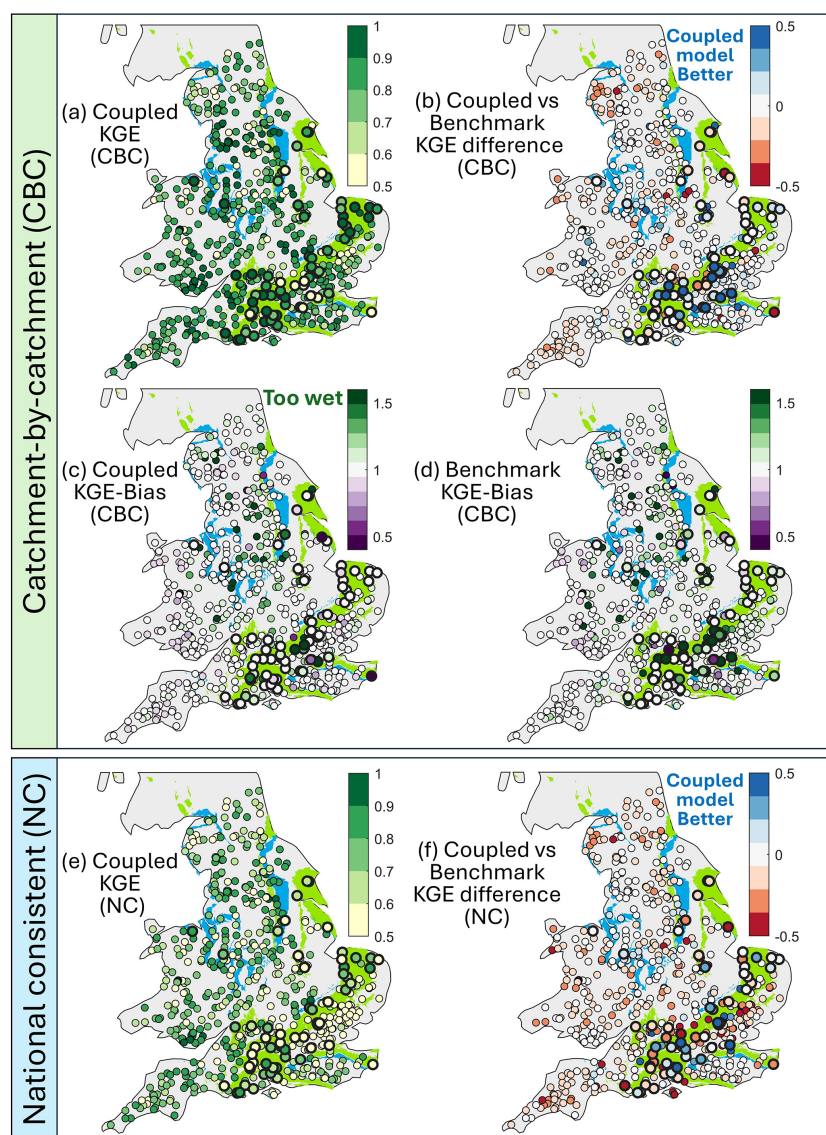 Catchment-by-catchment (CBC)
(a) Coupled
KGE
(CBC)
1
0.9
0.8
0.7
0.6
0.5
(b) Coupled vs
Benchmark
KGE difference
(CBC)
Coupled
model
Better
0.5
0
-0.5
(c) Coupled
KGE-Bias
(CBC)
Too wet
1.5
1
0.5
(d) Benchmark
KGE-Bias
(CBC)
1.5
1
0.5
National consistent (NC)
(e) Coupled
KGE
(NC)
1
0.9
0.8
0.7
0.6
0.5
(f) Coupled vs
Benchmark
KGE difference
(NC)
Coupled
model
Better
0.5
0
-0.5